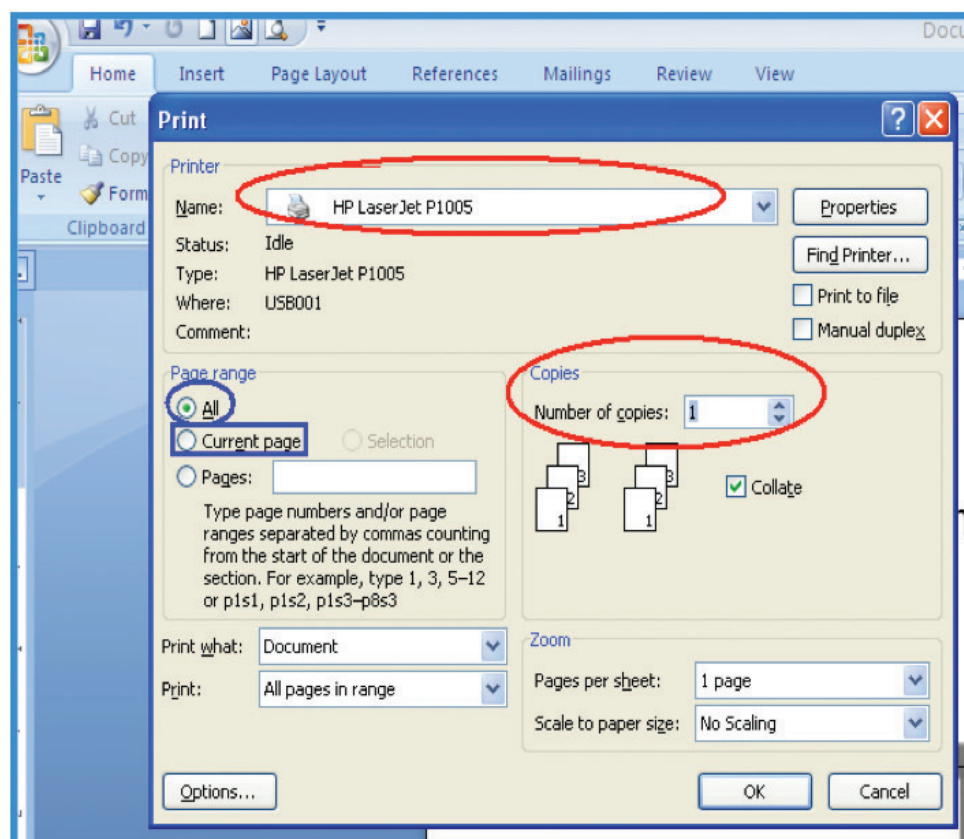 Docu
Home Insert Page Layout References Mailings Review View
Cut
Copy
Form
Paste
Clipboard
Print
Printer
Name: HP LaserJet P1005 Properties
Status: Idle
Find Printer...
Type: HP LaserJet P1005
Where: USB001 Print to file
Comment: Manual duplex
Page range
All
Current page Selection
Pages:
Type page numbers and/or page
ranges separated by commas counting
from the start of the document or the
section. For example, type 1, 3, 5–12
or p1s1, p1s2, p1s3–p8s3
Copies
Number of copies: 1
3 3
2 2
1 1
Collate
Print what: Document
Print: All pages in range
Zoom
Pages per sheet: 1 page
Scale to paper size: No Scaling
Options... OK Cancel